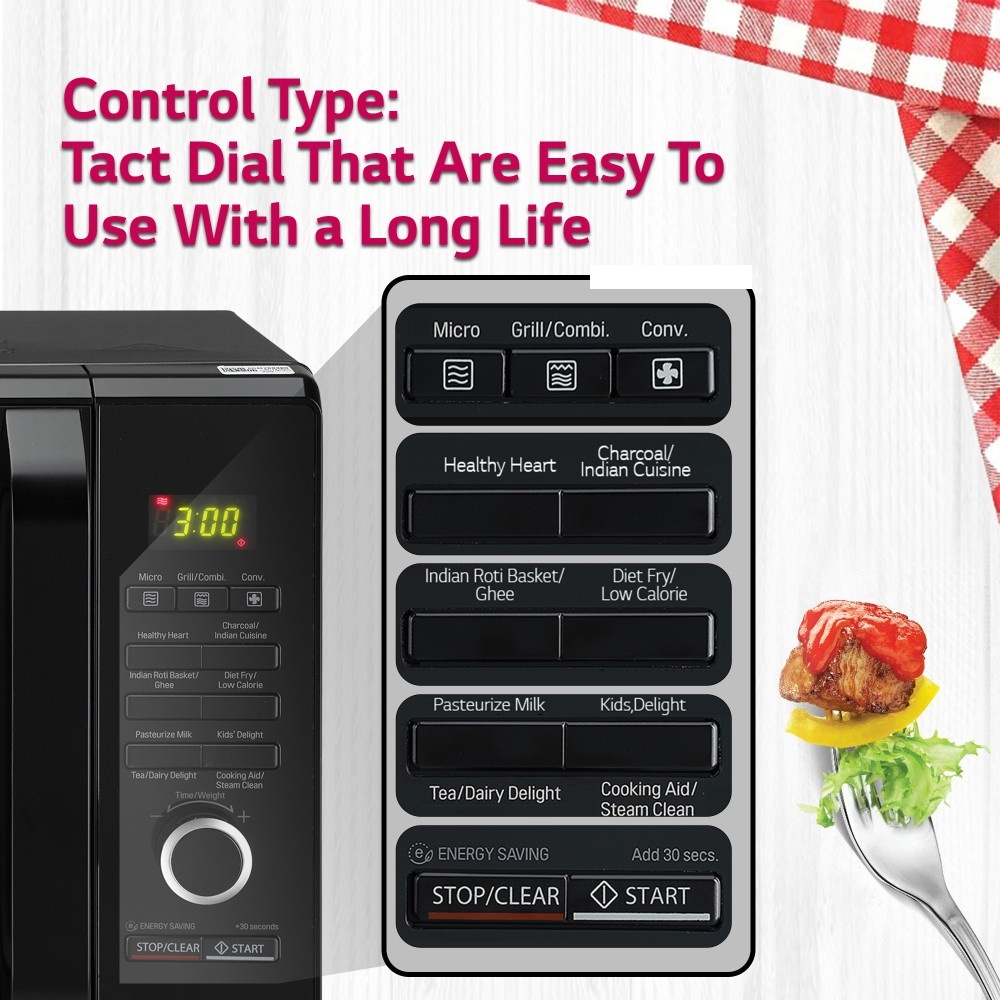 Control Type:
Tact Dial That Are Easy To
Use With a Long Life
Micro Grill/Combi. Conv.
Healthy Heart Charcoal/
Indian Cuisine
Indian Roti Basket/ Diet Fry/
Ghee Low Calorie
Pasteurize Milk Kids,Delight
Tea/Dairy Delight Cooking Aid/
Steam Clean
e ENERGY SAVING Add 30 secs.
STOP/CLEAR START
3:00
Micro Grill/Combi. Conv.
Healthy Heart Charcoal/
Indian Cuisine
Indian Roti Basket/ Diet Fry/
Ghee Low Calorie
Pasteurize Milk Kids' Delight
Tea/Dairy Delight Cooking Aid/
Steam Clean
Time/Weight
− +
e ENERGY SAVING +30 seconds
STOP/CLEAR START